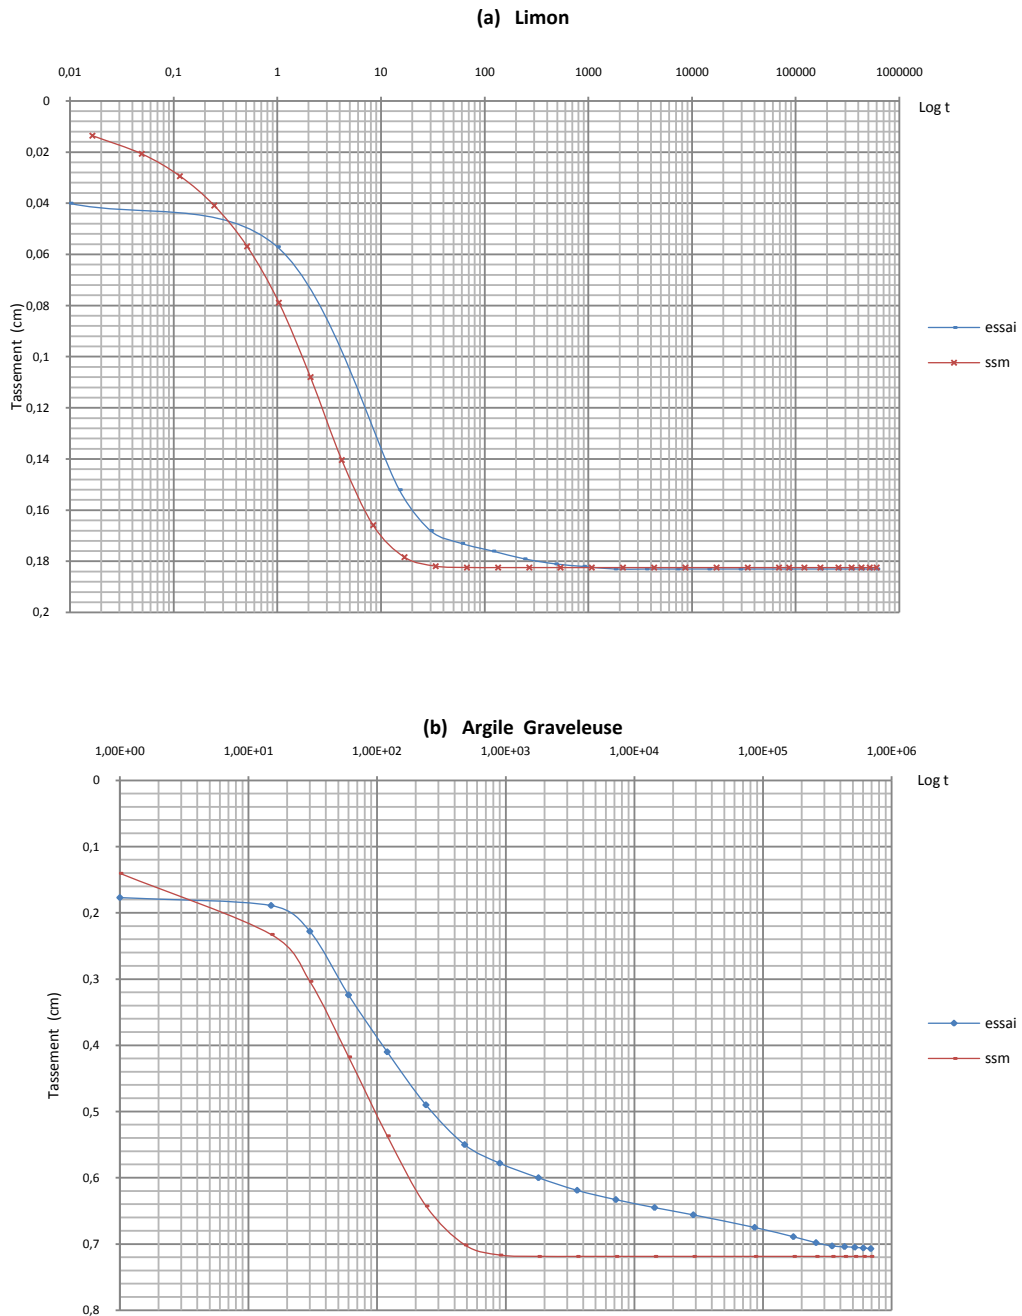 (a) Limon
0,01 0,1 1 10 100 1000 10000 100000 1000000
Log t
0
0,02
0,04
0,06
0,08
0,1
0,12
0,14
0,16
0,18
0,2
Tassement (cm)
essai
ssm
(b) Argile Graveleuse
1,00E+00 1,00E+01 1,00E+02 1,00E+03 1,00E+04 1,00E+05 1,00E+06
Log t
0
0,1
0,2
0,3
0,4
0,5
0,6
0,7
0,8
Tassement (cm)
essai
ssm